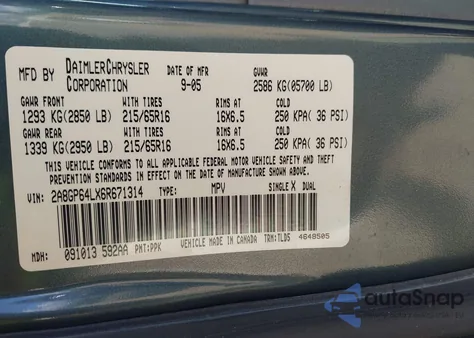 MFD BY DAIMLERCHRYSLER CORPORATION DATE OF MFR 9-05 GVWR 2586 KG(05700 LB)
GAWR FRONT WITH TIRES RIMS AT COLD
1293 KG(2850 LB) 215/65R16 16X6.5 250 KPA( 36 PSI)
GAWR REAR WITH TIRES RIMS AT COLD
1339 KG(2950 LB) 215/65R16 16X6.5 250 KPA( 36 PSI)
THIS VEHICLE CONFORMS TO ALL APPLICABLE FEDERAL MOTOR VEHICLE SAFETY AND
THEFT PREVENTION STANDARDS IN EFFECT ON THE DATE OF MFR SHOWN ABOVE.
VIN: 2A8GP64LX6R671314 TYPE: MPV SINGLE X DUAL
MDH: 091013 592AA PNT:PPK VEHICLE MADE IN CANADA TRM:TLDS 4648505
autoSnap